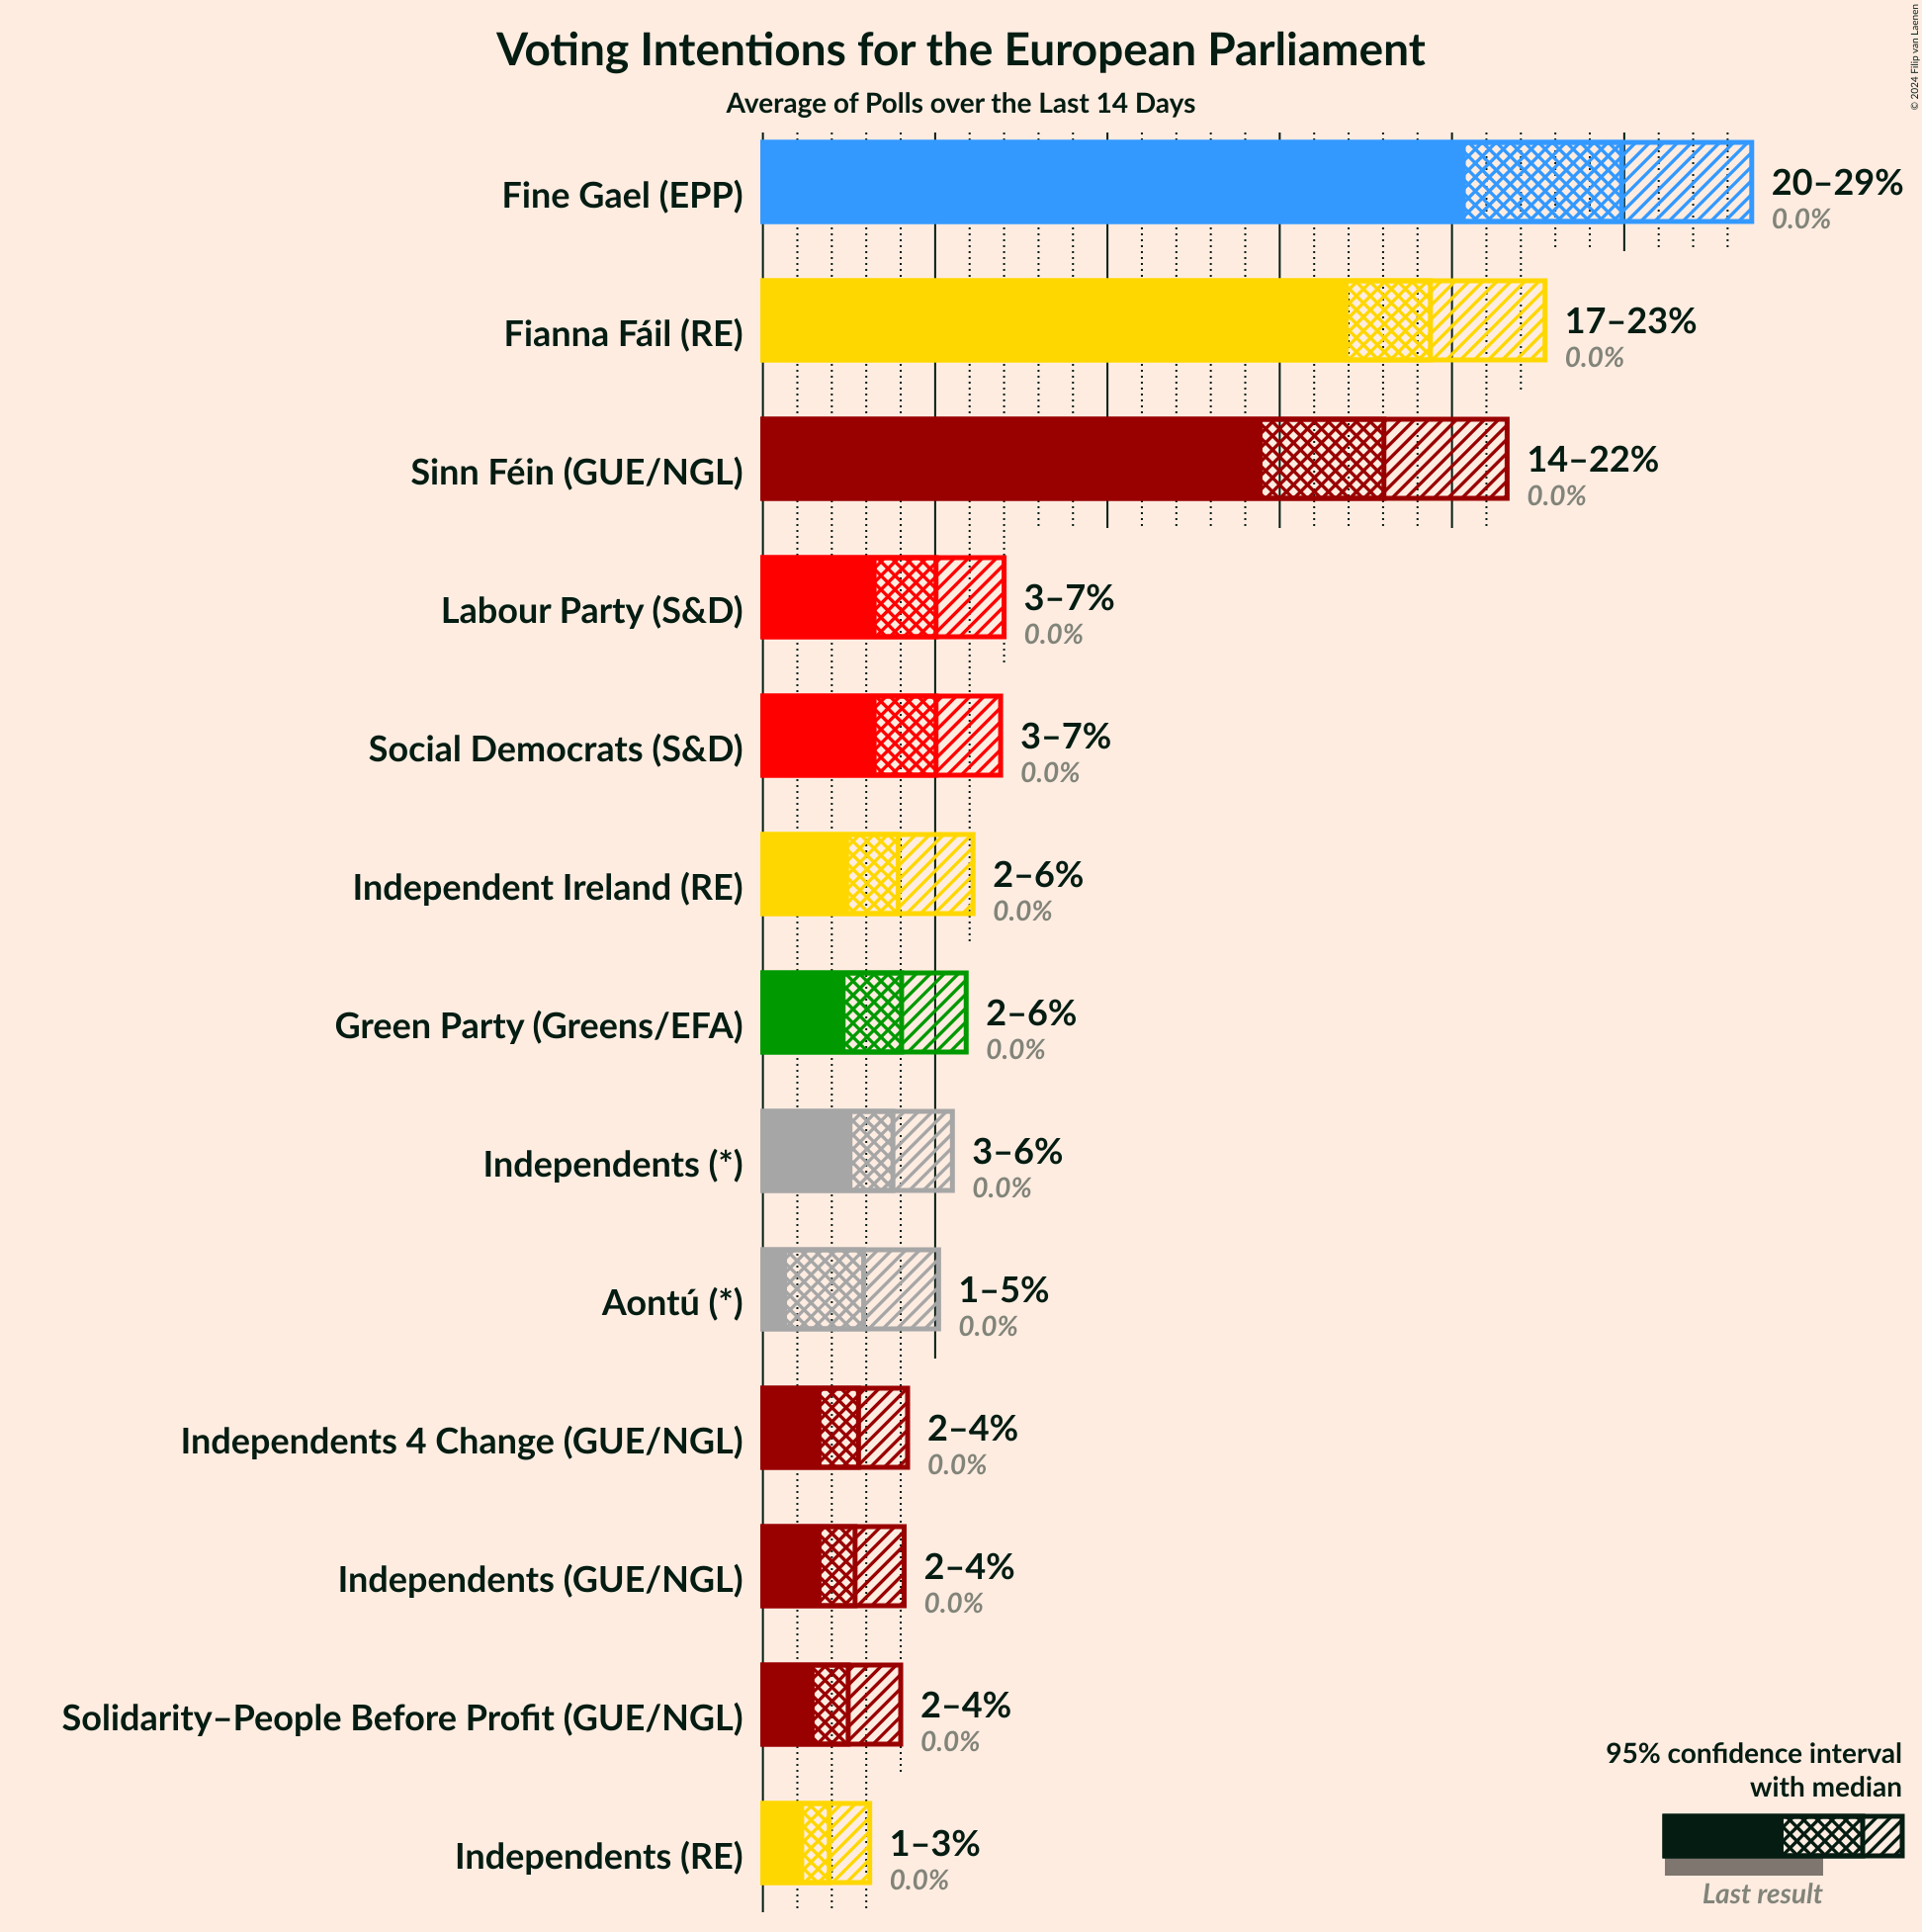 Voting Intentions for the European Parliament
Average of Polls over the Last 14 Days
© 2024 Filip van Laenen
Fine Gael (EPP)
20–29%
0.0%
Fianna Fáil (RE)
17–23%
0.0%
Sinn Féin (GUE/NGL)
14–22%
0.0%
Labour Party (S&D)
3–7%
0.0%
Social Democrats (S&D)
3–7%
0.0%
Independent Ireland (RE)
2–6%
0.0%
Green Party (Greens/EFA)
2–6%
0.0%
Independents (*)
3–6%
0.0%
Aontú (*)
1–5%
0.0%
Independents 4 Change (GUE/NGL)
2–4%
0.0%
Independents (GUE/NGL)
2–4%
0.0%
Solidarity–People Before Profit (GUE/NGL)
2–4%
0.0%
Independents (RE)
1–3%
0.0%
95% confidence interval
with median
Last result